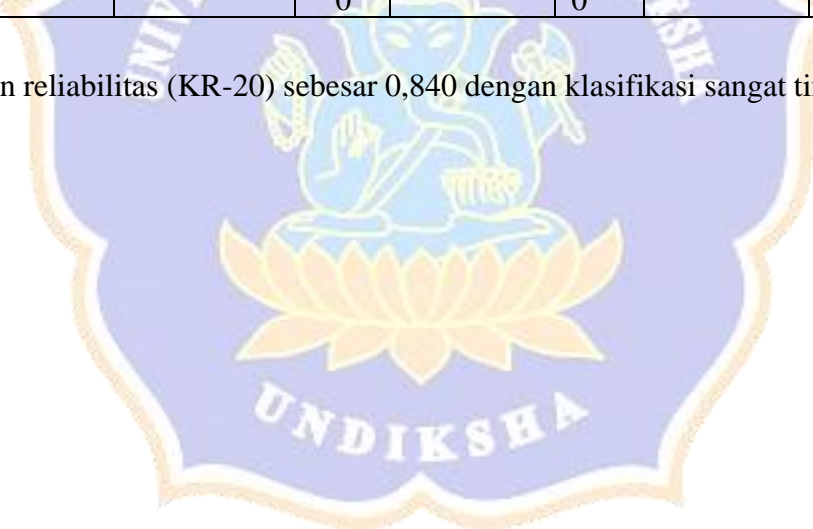 0 0
n reliabilitas (KR-20) sebesar 0,840 dengan klasifikasi sangat ti
UNDIKSHA